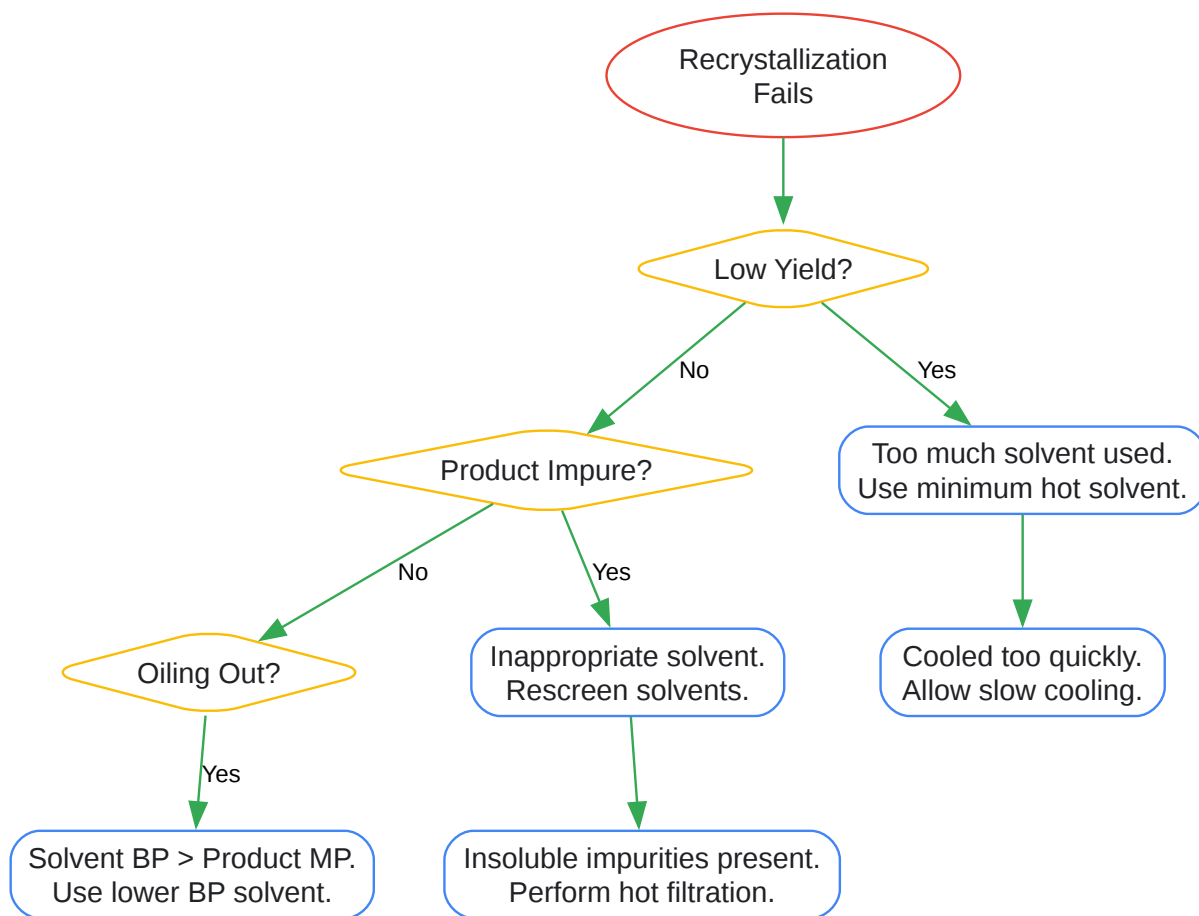 Recrystallization
Fails
Low Yield?
No
Yes
Product Impure?
Too much solvent used.
Use minimum hot solvent.
No
Yes
Oiling Out?
Inappropriate solvent.
Rescreen solvents.
Cooled too quickly.
Allow slow cooling.
Yes
Solvent BP > Product MP.
Use lower BP solvent.
Insoluble impurities present.
Perform hot filtration.